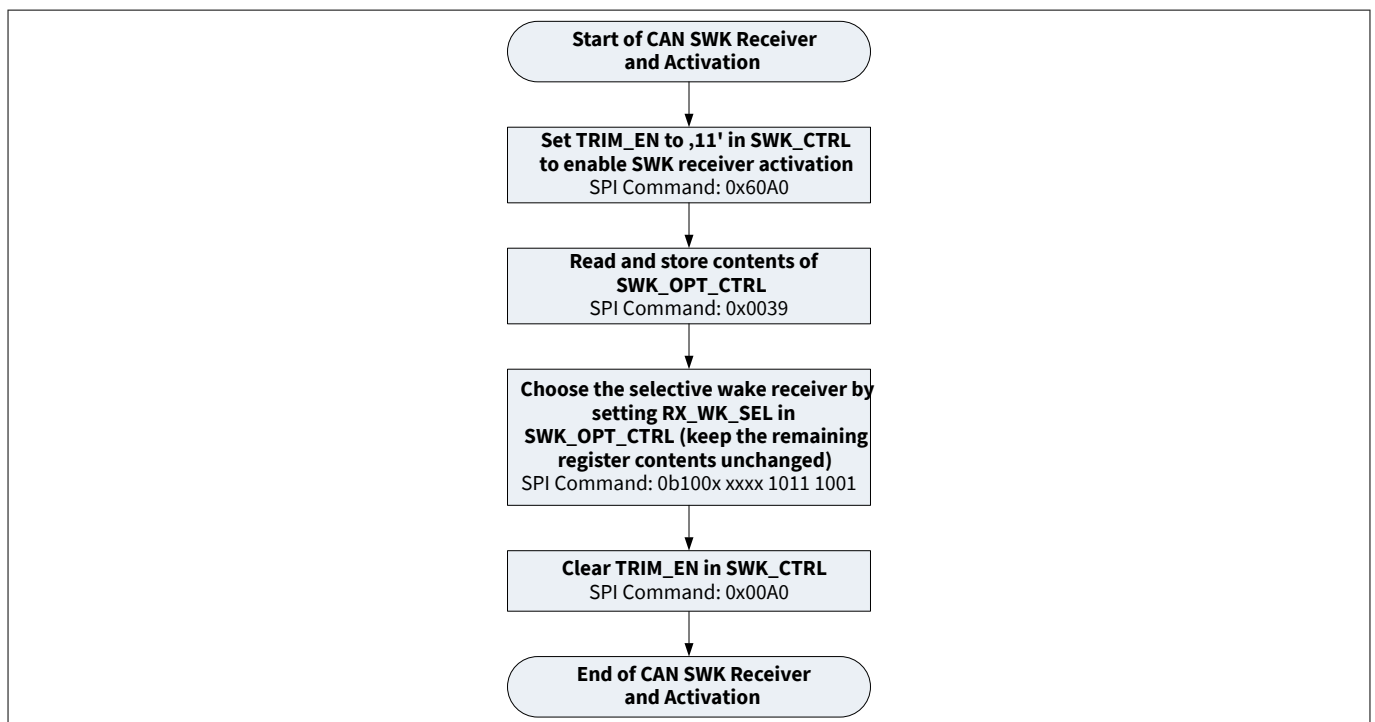 Start of CAN SWK Receiver
and Activation
Set TRIM_EN to ‚11' in SWK_CTRL
to enable SWK receiver activation
SPI Command: 0x60A0
Read and store contents of
SWK_OPT_CTRL
SPI Command: 0x0039
Choose the selective wake receiver by
setting RX_WK_SEL in
SWK_OPT_CTRL (keep the remaining
register contents unchanged)
SPI Command: 0b100x xxxx 1011 1001
Clear TRIM_EN in SWK_CTRL
SPI Command: 0x00A0
End of CAN SWK Receiver
and Activation